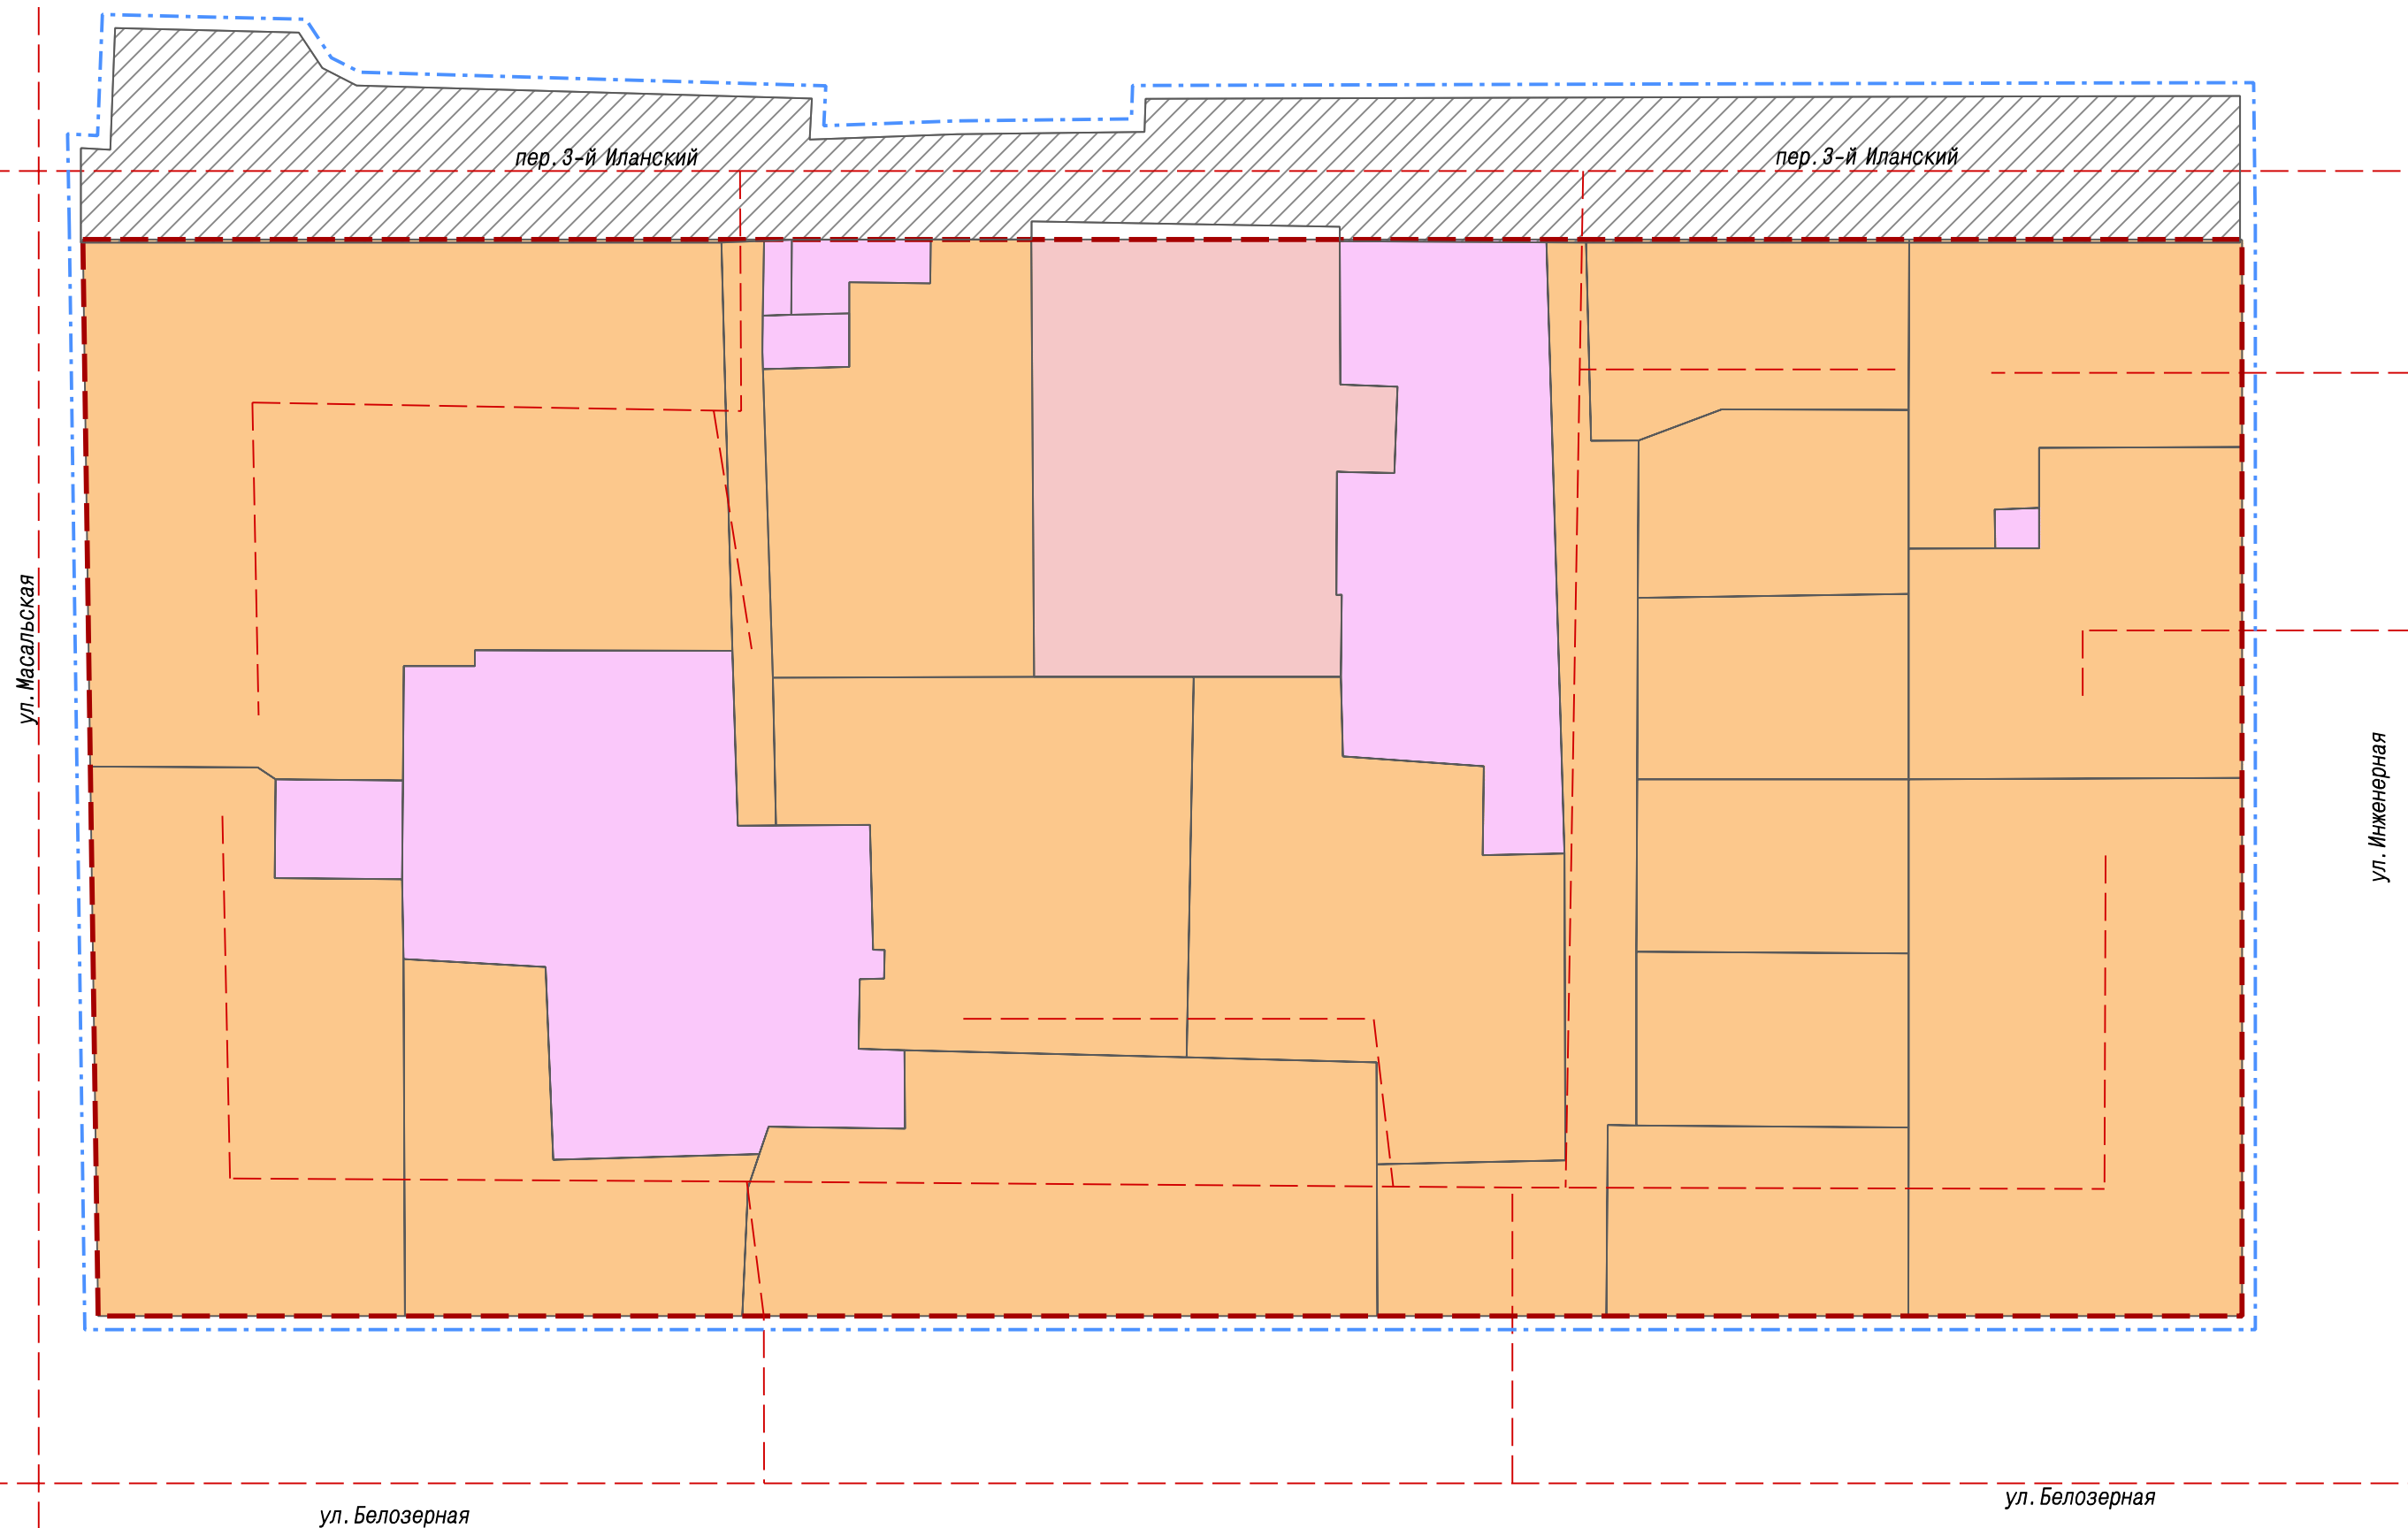 пер. 3-й Иланский
пер. 3-й Иланский
ул. Масальская
ул. Инженерная
ул. Белозерная
ул. Белозерная